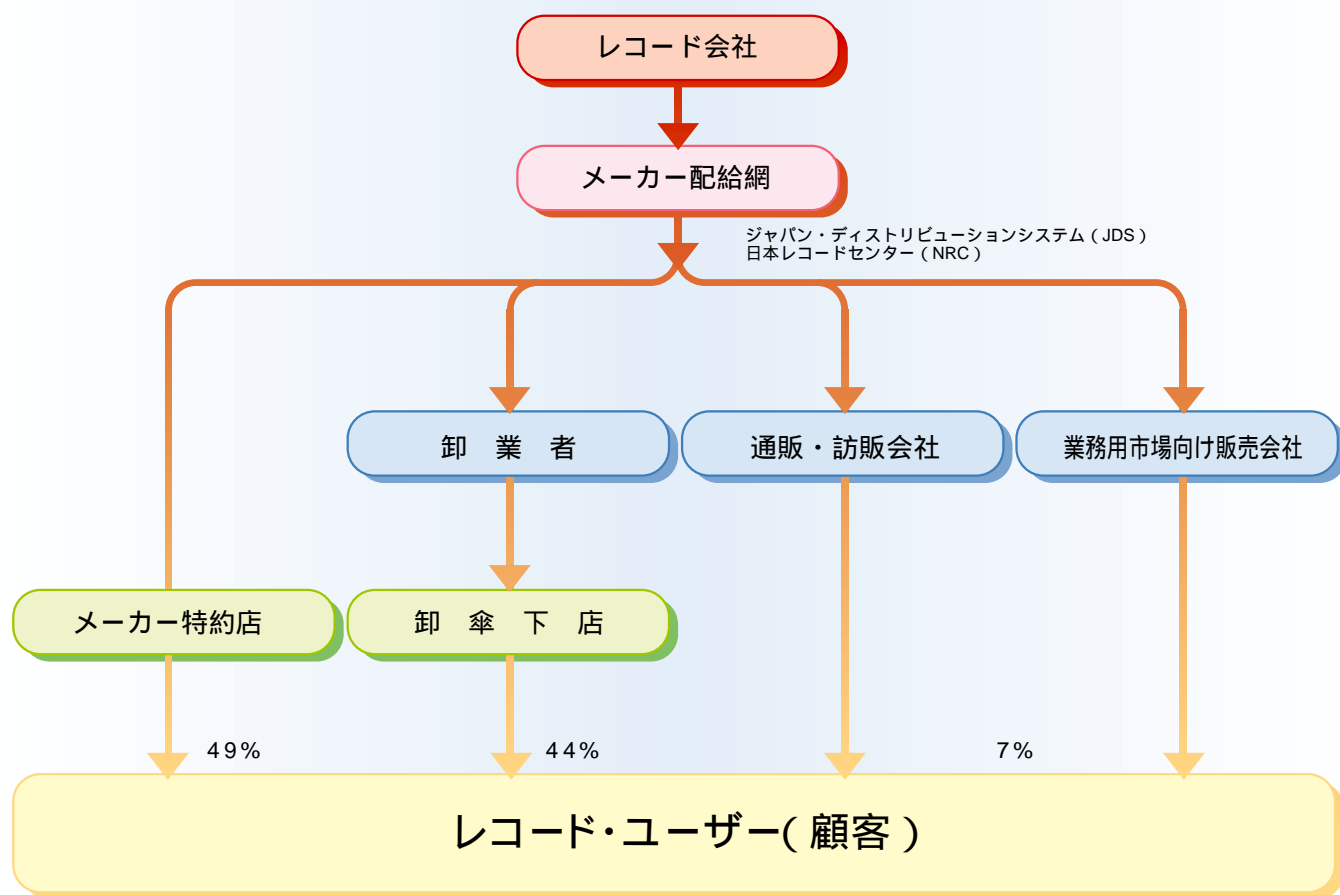 レコード会社
メーカー配給網
ジャパン・ディストリビューションシステム（JDS）
日本レコードセンター（NRC）
卸　業　者
通販・訪販会社
業務用市場向け販売会社
メーカー特約店
卸　傘　下　店
49%
44%
7%
レコード・ユーザー（顧客）